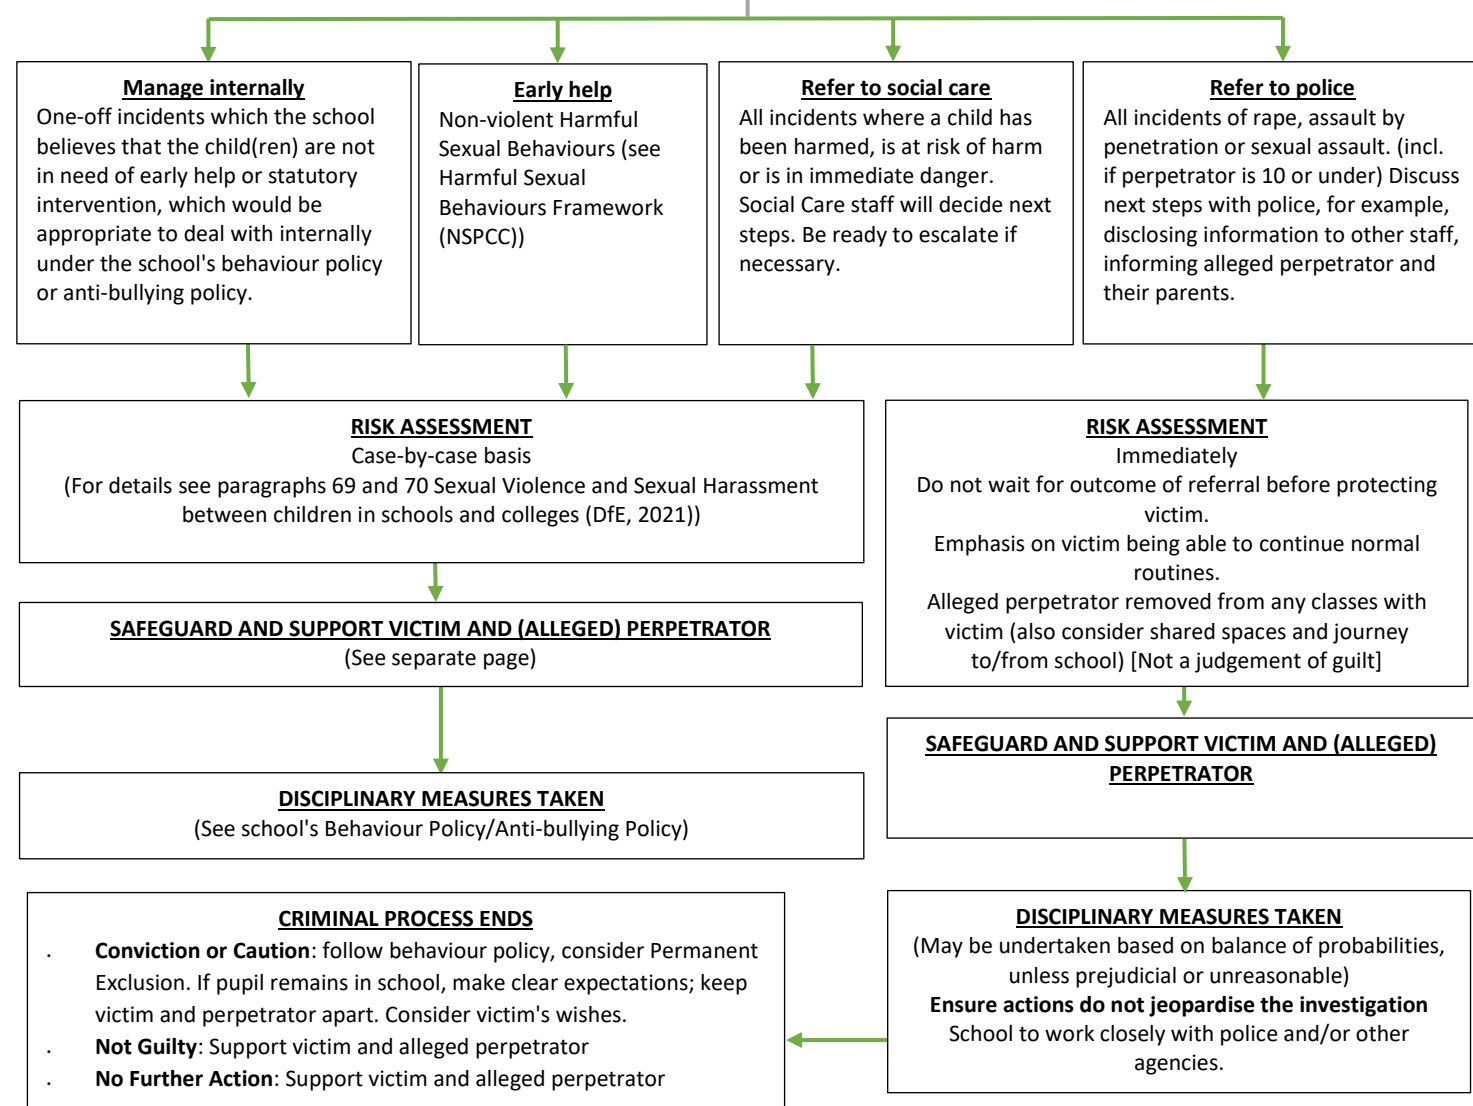 Manage internally
One-off incidents which the school
believes that the child(ren) are not
in need of early help or statutory
intervention, which would be
appropriate to deal with internally
under the school's behaviour policy
or anti-bullying policy.
Early help
Non-violent Harmful
Sexual Behaviours (see
Harmful Sexual
Behaviours Framework
(NSPCC))
Refer to social care
All incidents where a child has
been harmed, is at risk of harm
or is in immediate danger.
Social Care staff will decide next
steps. Be ready to escalate if
necessary.
Refer to police
All incidents of rape, assault by
penetration or sexual assault. (incl.
if perpetrator is 10 or under) Discuss
next steps with police, for example,
disclosing information to other staff,
informing alleged perpetrator and
their parents.
RISK ASSESSMENT
Case-by-case basis
(For details see paragraphs 69 and 70 Sexual Violence and Sexual Harassment
between children in schools and colleges (DfE, 2021))
RISK ASSESSMENT
Immediately
Do not wait for outcome of referral before protecting
victim.
Emphasis on victim being able to continue normal
routines.
Alleged perpetrator removed from any classes with
victim (also consider shared spaces and journey
to/from school) [Not a judgement of guilt]
SAFEGUARD AND SUPPORT VICTIM AND (ALLEGED) PERPETRATOR
(See separate page)
SAFEGUARD AND SUPPORT VICTIM AND (ALLEGED)
PERPETRATOR
DISCIPLINARY MEASURES TAKEN
(See school's Behaviour Policy/Anti-bullying Policy)
DISCIPLINARY MEASURES TAKEN
(May be undertaken based on balance of probabilities,
unless prejudicial or unreasonable)
Ensure actions do not jeopardise the investigation
School to work closely with police and/or other
agencies.
CRIMINAL PROCESS ENDS
. Conviction or Caution: follow behaviour policy, consider Permanent
Exclusion. If pupil remains in school, make clear expectations; keep
victim and perpetrator apart. Consider victim's wishes.
. Not Guilty: Support victim and alleged perpetrator
. No Further Action: Support victim and alleged perpetrator